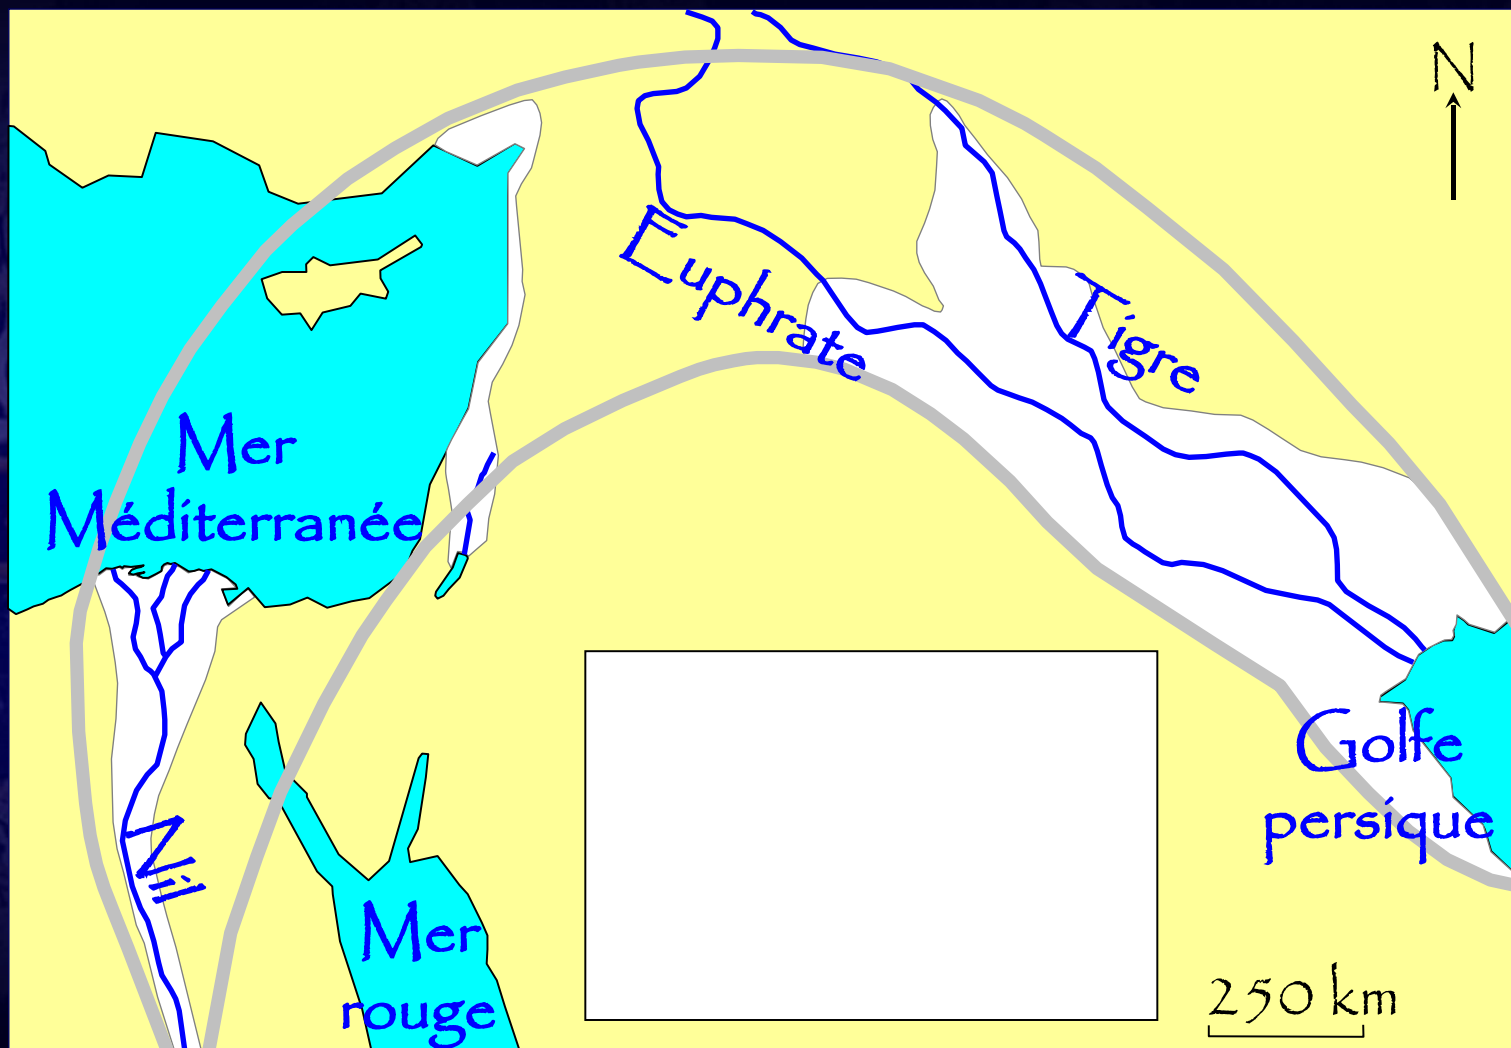 N
Euphrate
Tigre
Mer
Méditerranée
Golfe
persique
Nil
Mer
rouge
250 km